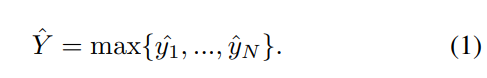 Ŷ = max{ŷ₁, ..., ŷ_N}. (1)